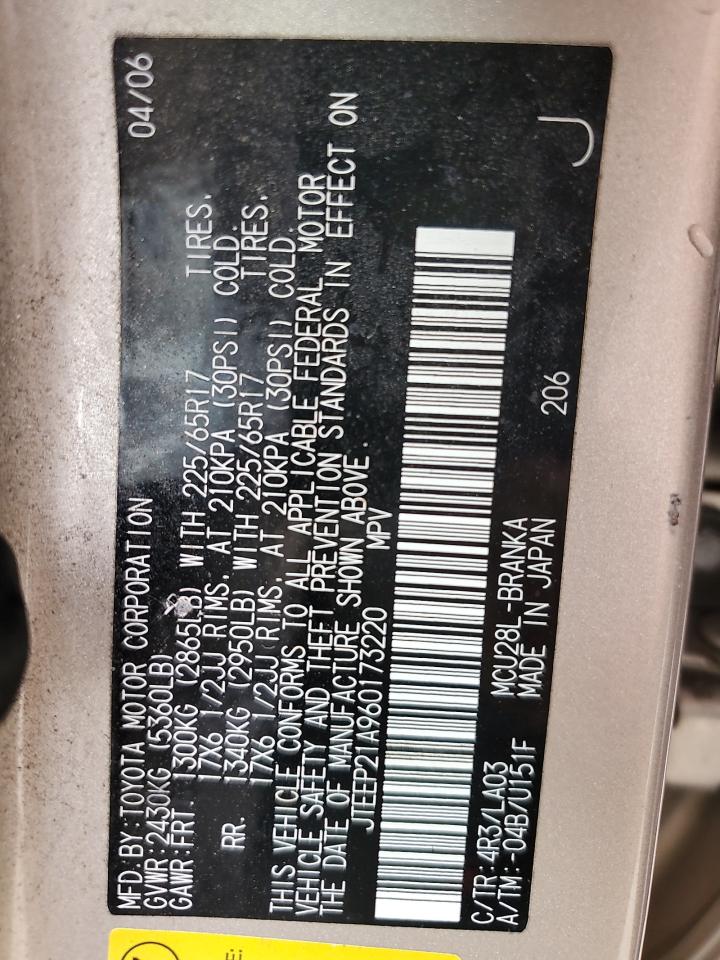 MFD. BY: TOYOTA MOTOR CORPORATION 04/06
GVWR: 2430KG (5360LB)
GAWR: FRT. 1300KG (2865LB) WITH 225/65R17 TIRES,
17X6 1/2JJ RIMS, AT 210KPA (30PSI) COLD.
RR. 1340KG (2950LB) WITH 225/65R17 TIRES,
17X6 1/2JJ RIMS, AT 210KPA (30PSI) COLD.
THIS VEHICLE CONFORMS TO ALL APPLICABLE FEDERAL MOTOR
VEHICLE SAFETY AND THEFT PREVENTION STANDARDS IN EFFECT ON
THE DATE OF MANUFACTURE SHOWN ABOVE.
JTEEP21A960173220 MPV
C/TR: 4R3/LA03 MCU28L-BRANKA
A/TM: -04B/U151F MADE IN JAPAN 206
J